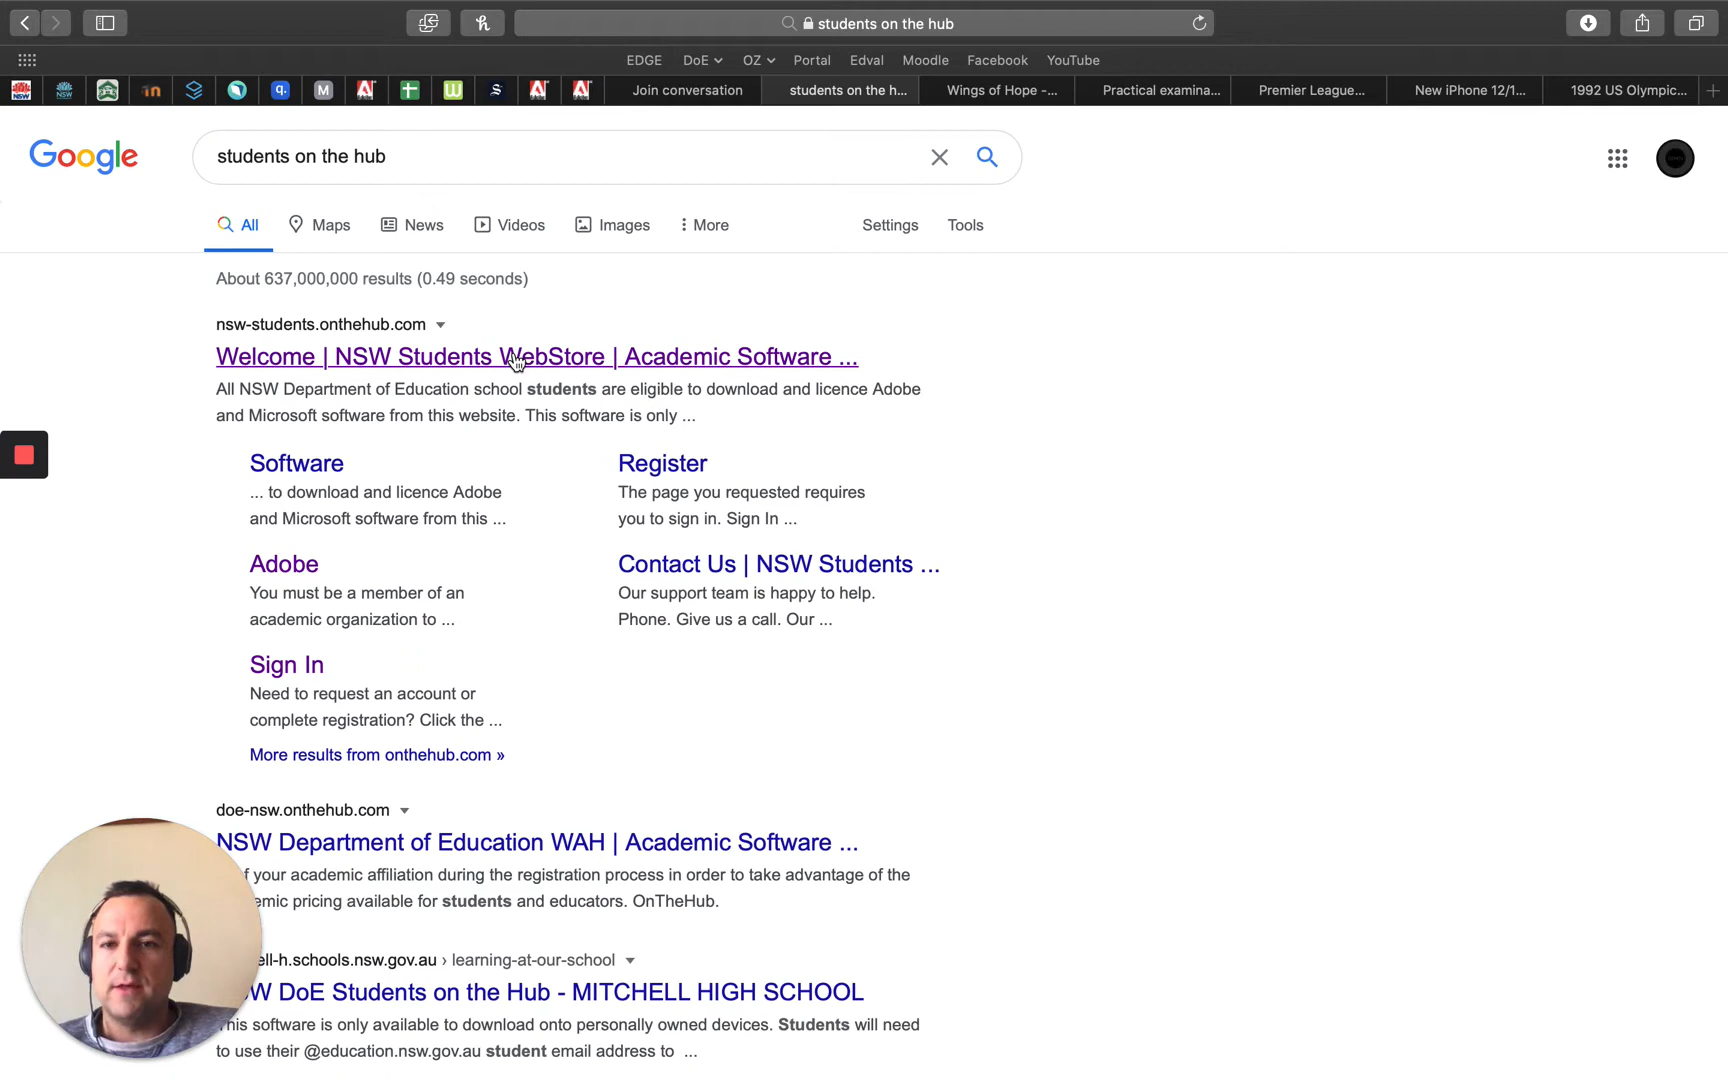 students on the hub
EDGE DoE OZ Portal Edval Moodle Facebook YouTube
Join conversation students on the h... Wings of Hope -... Practical examina... Premier League... New iPhone 12/1... 1992 US Olympic...
Google
students on the hub
All Maps News Videos Images More Settings Tools
About 637,000,000 results (0.49 seconds)
nsw-students.onthehub.com
Welcome | NSW Students WebStore | Academic Software ...
All NSW Department of Education school students are eligible to download and licence Adobe
and Microsoft software from this website. This software is only ...
Software
... to download and licence Adobe
and Microsoft software from this ...
Register
The page you requested requires
you to sign in. Sign In ...
Adobe
You must be a member of an
academic organization to ...
Contact Us | NSW Students ...
Our support team is happy to help.
Phone. Give us a call. Our ...
Sign In
Need to request an account or
complete registration? Click the ...
More results from onthehub.com »
doe-nsw.onthehub.com
NSW Department of Education WAH | Academic Software ...
your academic affiliation during the registration process in order to take advantage of the
emic pricing available for students and educators. OnTheHub.
ell-h.schools.nsw.gov.au › learning-at-our-school
W DoE Students on the Hub - MITCHELL HIGH SCHOOL
his software is only available to download onto personally owned devices. Students will need
to use their @education.nsw.gov.au student email address to ...